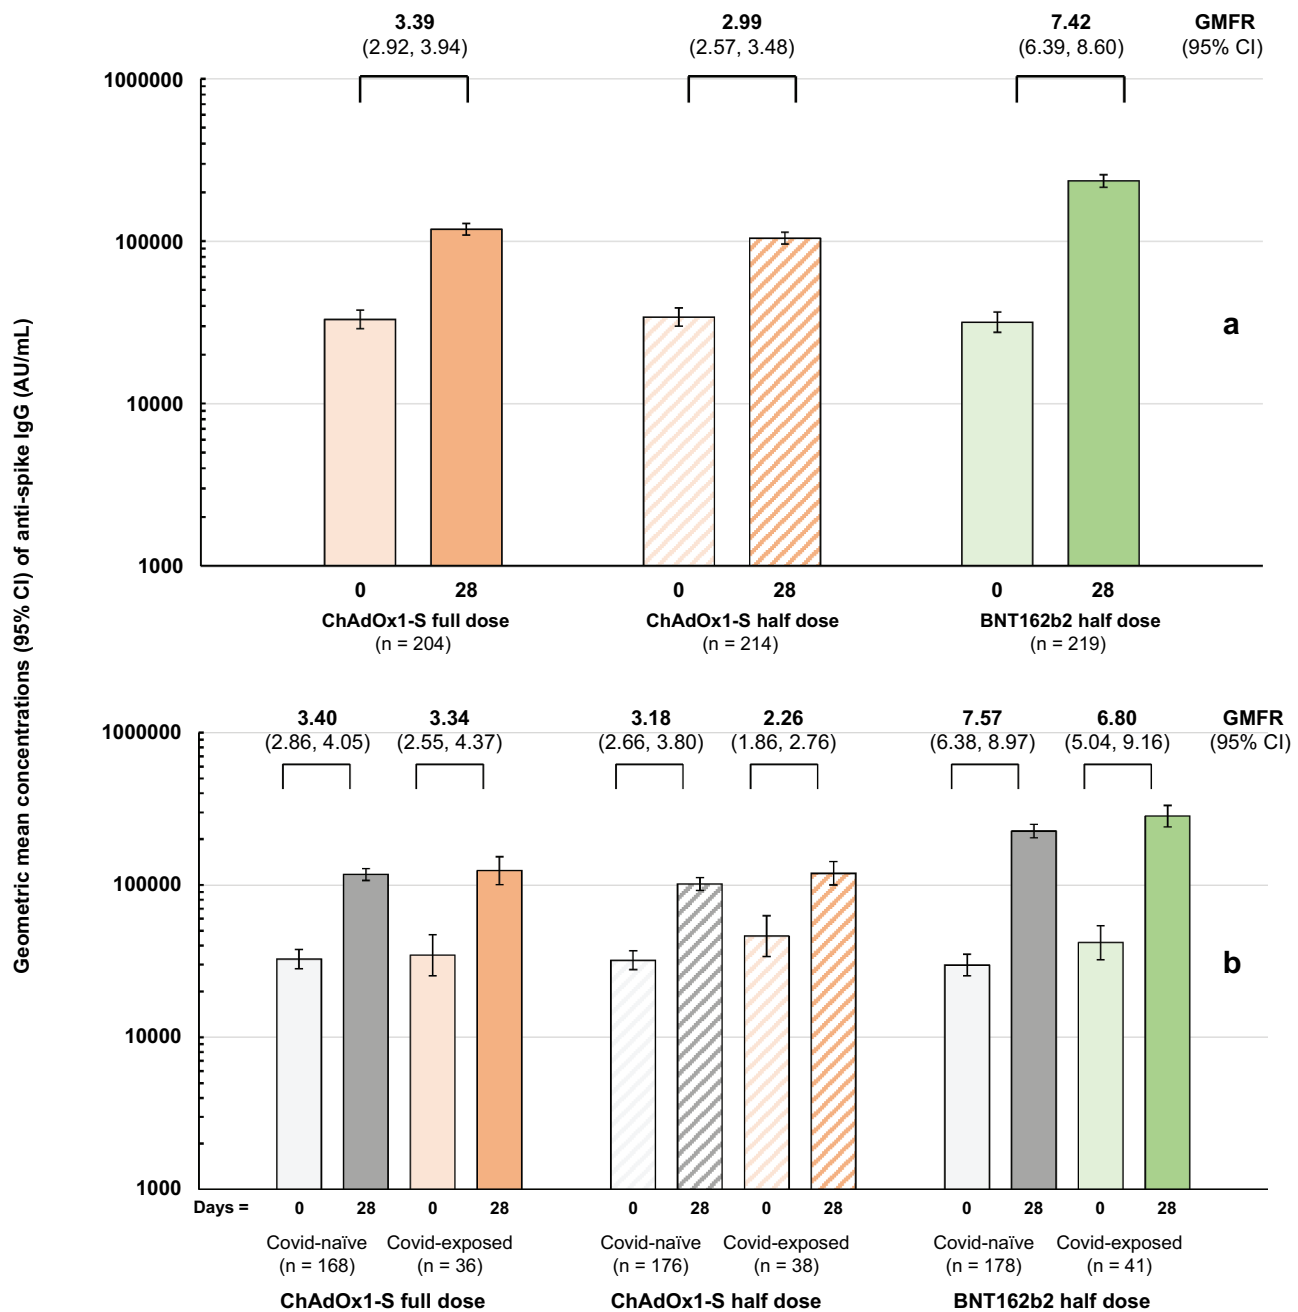 3.39 2.99 7.42 GMFR
(2.92, 3.94) (2.57, 3.48) (6.39, 8.60) (95% CI)
1000000
100000
10000
1000
a
0 28 0 28 0 28
ChAdOx1-S full dose ChAdOx1-S half dose BNT162b2 half dose
(n = 204) (n = 214) (n = 219)
Geometric mean concentrations (95% CI) of anti-spike IgG (AU/mL)
3.40 3.34 3.18 2.26 7.57 6.80 GMFR
(2.86, 4.05) (2.55, 4.37) (2.66, 3.80) (1.86, 2.76) (6.38, 8.97) (5.04, 9.16) (95% CI)
1000000
100000
10000
1000
b
Days = 0 28 0 28 0 28 0 28 0 28 0 28
Covid-naïve Covid-exposed Covid-naïve Covid-exposed Covid-naïve Covid-exposed
(n = 168) (n = 36) (n = 176) (n = 38) (n = 178) (n = 41)
ChAdOx1-S full dose ChAdOx1-S half dose BNT162b2 half dose